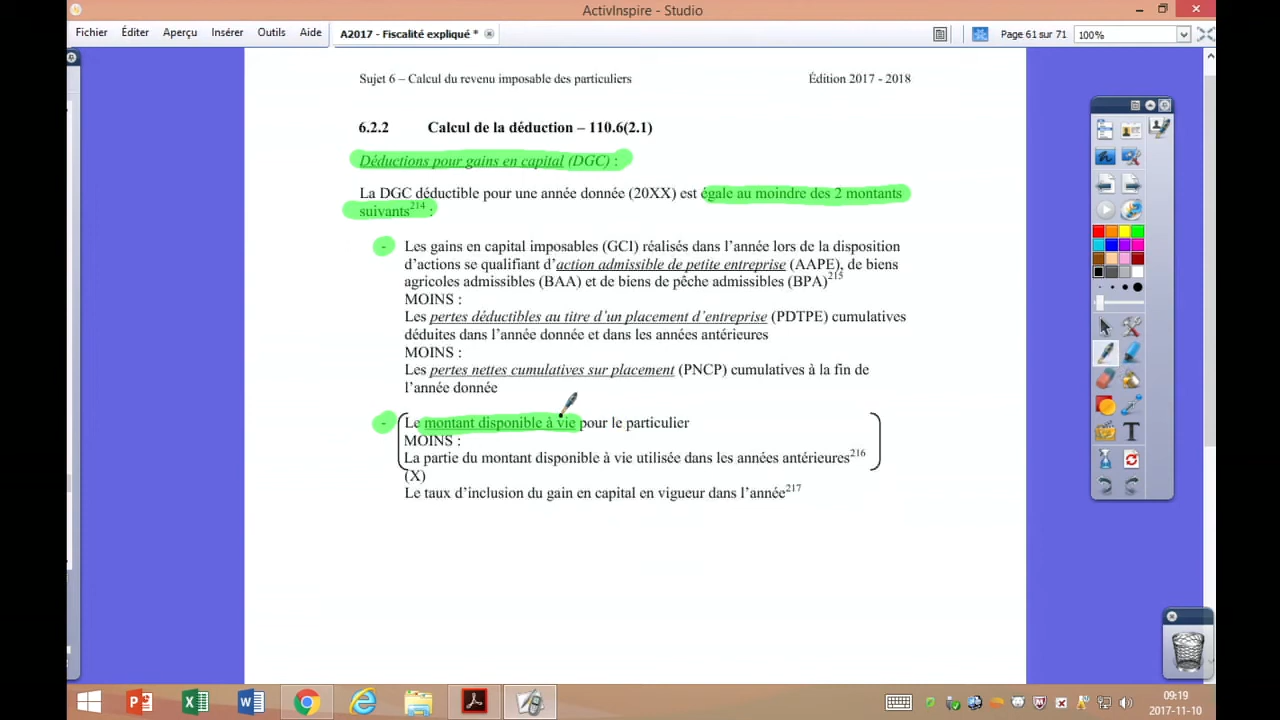 ActivInspire - Studio
Fichier Éditer Aperçu Insérer Outils Aide A2017 - Fiscalité expliqué * Page 61 sur 71 100%
Sujet 6 – Calcul du revenu imposable des particuliers Édition 2017 - 2018
6.2.2 Calcul de la déduction – 110.6(2.1)
Déductions pour gains en capital (DGC) :
La DGC déductible pour une année donnée (20XX) est égale au moindre des 2 montants
suivants214 :
- Les gains en capital imposables (GCI) réalisés dans l’année lors de la disposition
d’actions se qualifiant d’action admissible de petite entreprise (AAPE), de biens
agricoles admissibles (BAA) et de biens de pêche admissibles (BPA)215
MOINS :
Les pertes déductibles au titre d’un placement d’entreprise (PDTPE) cumulatives
déduites dans l’année donnée et dans les années antérieures
MOINS :
Les pertes nettes cumulatives sur placement (PNCP) cumulatives à la fin de
l’année donnée
- Le montant disponible à vie pour le particulier
MOINS :
La partie du montant disponible à vie utilisée dans les années antérieures216
(X)
Le taux d’inclusion du gain en capital en vigueur dans l’année217
09:19
2017-11-10